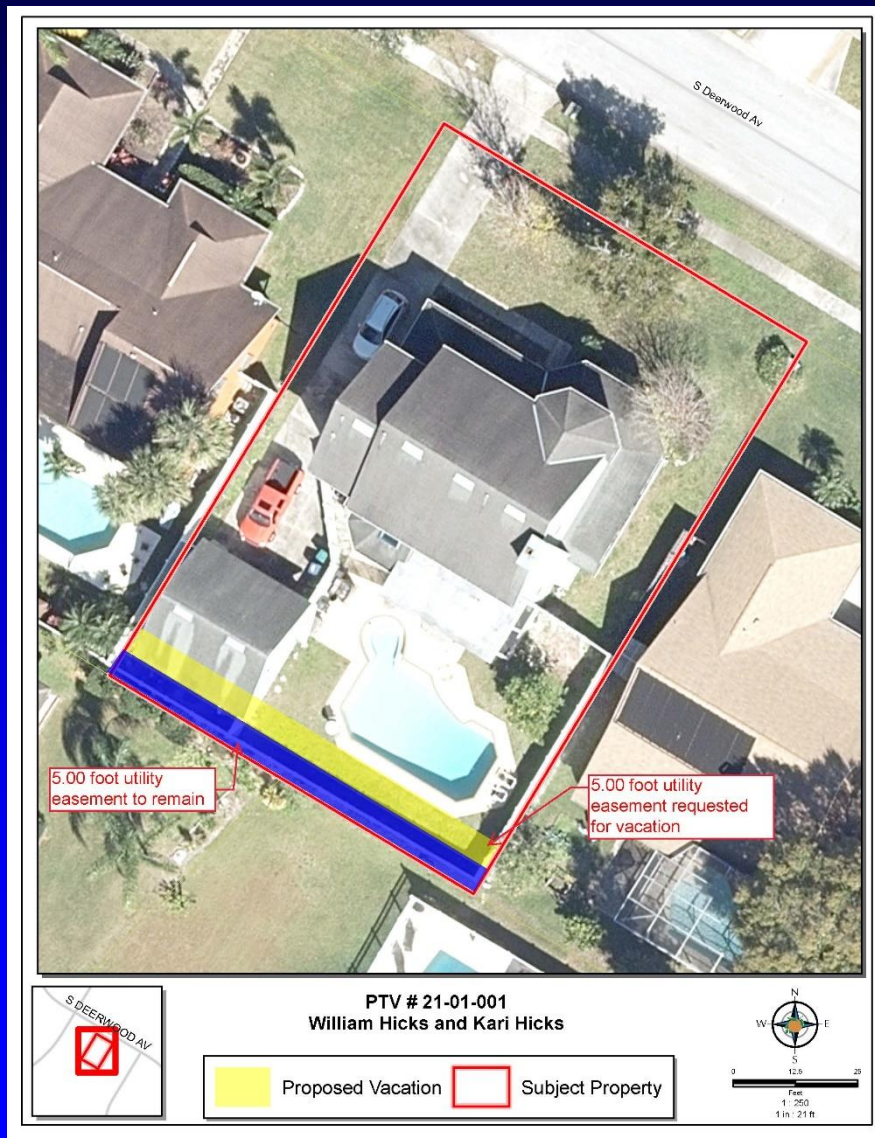 S Deerwood Av
5.00 foot utility
easement to remain
5.00 foot utility
easement requested
for vacation
S DEERWOOD AV
PTV # 21-01-001
William Hicks and Kari Hicks
Proposed Vacation
Subject Property
N
W
E
S
0 12.5 25
Feet
1 : 250
1 in : 21 ft